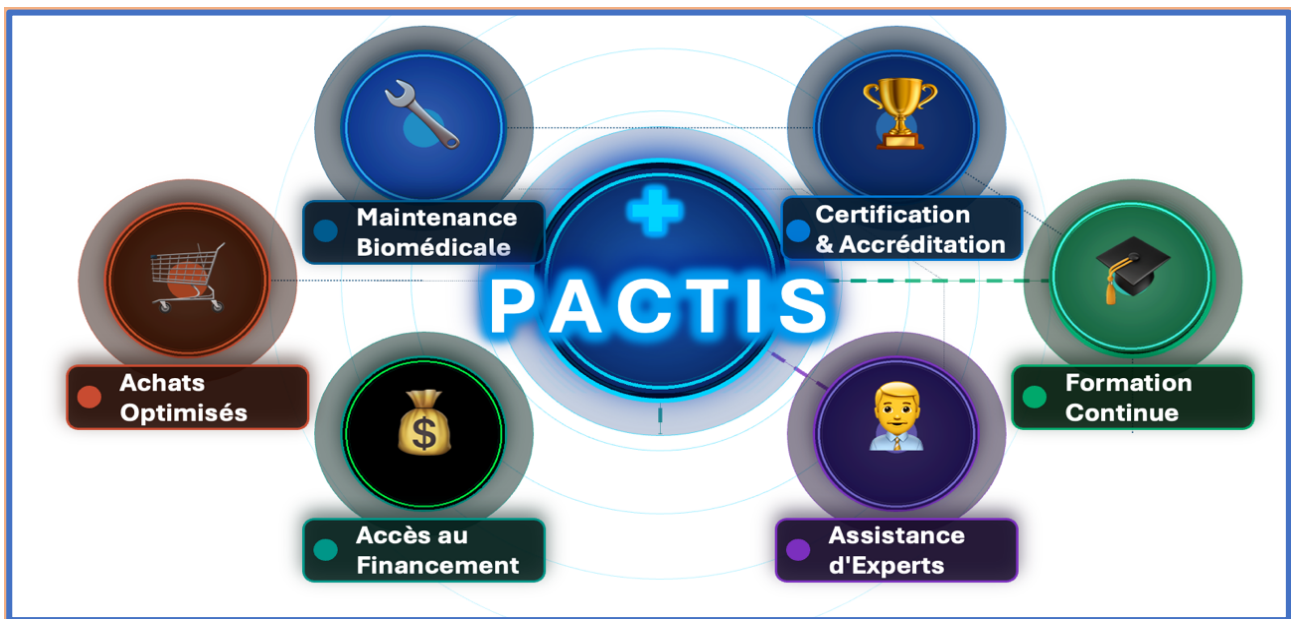 Maintenance
Biomédicale
Certification
& Accréditation
PACTIS
Achats
Optimisés
Formation
Continue
$
Accès au
Financement
Assistance
d'Experts